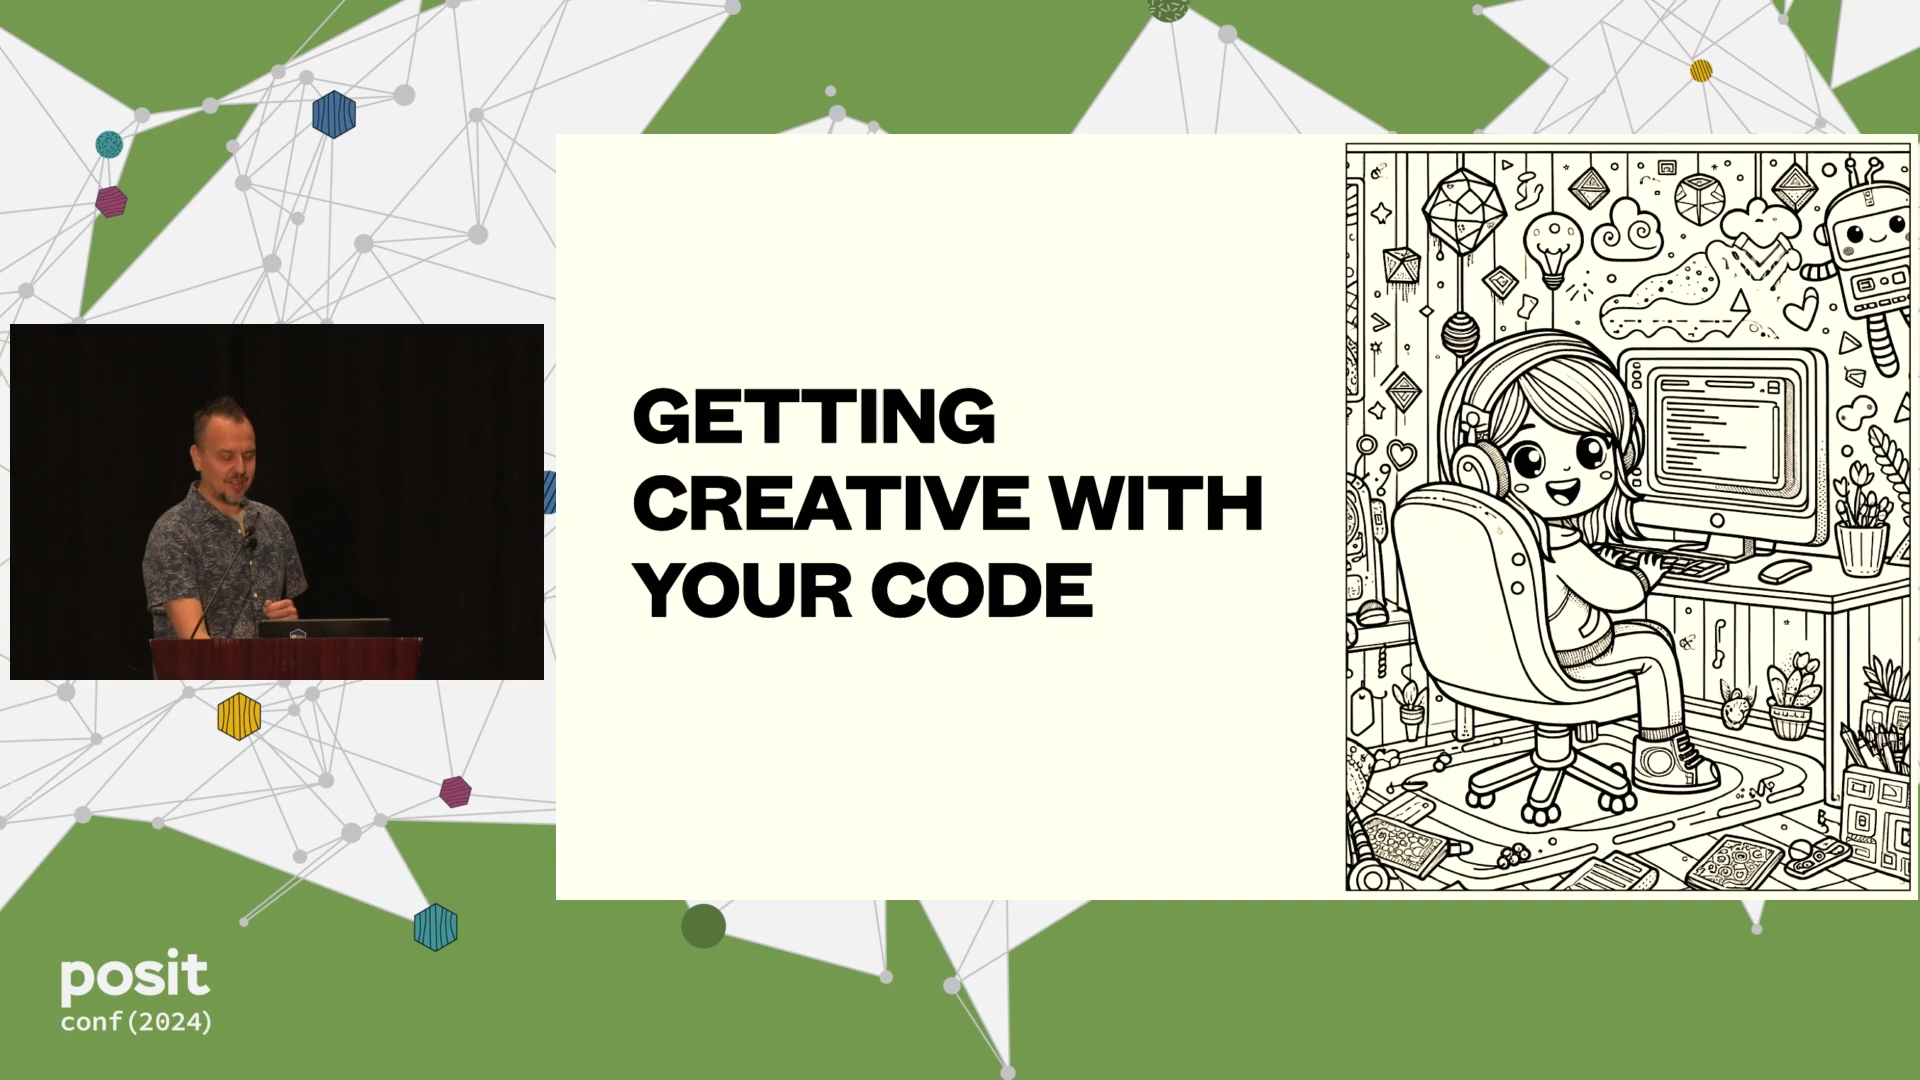 GETTING
CREATIVE WITH
YOUR CODE
posit
conf(2024)